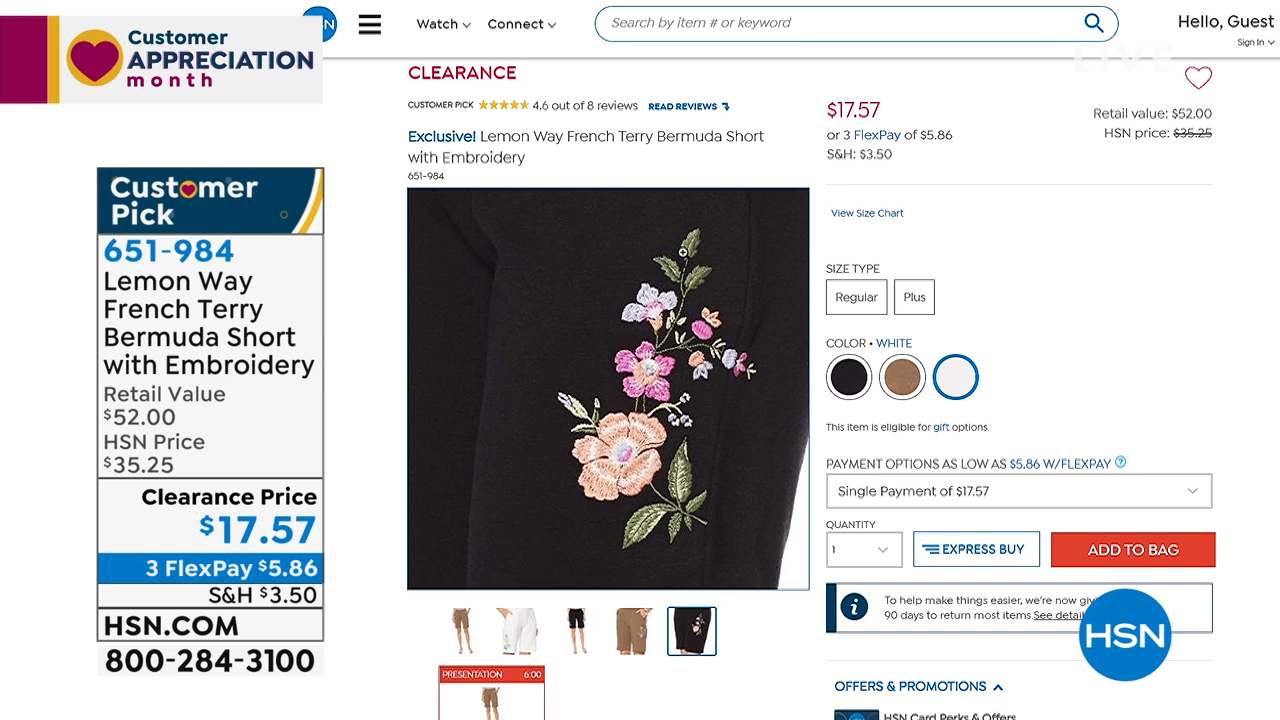 Customer
APPRECIATION
month
HSN
Watch
Connect
Search by item # or keyword
Hello, Guest
Sign In
LIVE
CLEARANCE
CUSTOMER PICK 4.6 out of 8 reviews READ REVIEWS
Exclusive! Lemon Way French Terry Bermuda Short
with Embroidery
651-984
$17.57
or 3 FlexPay of $5.86
S&H: $3.50
Retail value: $52.00
HSN price: $35.25
View Size Chart
SIZE TYPE
Regular
Plus
COLOR • WHITE
This item is eligible for gift options.
PAYMENT OPTIONS AS LOW AS $5.86 W/FLEXPAY ?
Single Payment of $17.57
QUANTITY
1
EXPRESS BUY
ADD TO BAG
i
To help make things easier, we're now
90 days to return most items. See
HSN
OFFERS & PROMOTIONS
HSN Card Perks & Offers
PRESENTATION 6:00
Customer
Pick
651-984
Lemon Way
French Terry
Bermuda Short
with Embroidery
Retail Value
$52.00
HSN Price
$35.25
Clearance Price
$17.57
3 FlexPay $5.86
S&H $3.50
HSN.COM
800-284-3100